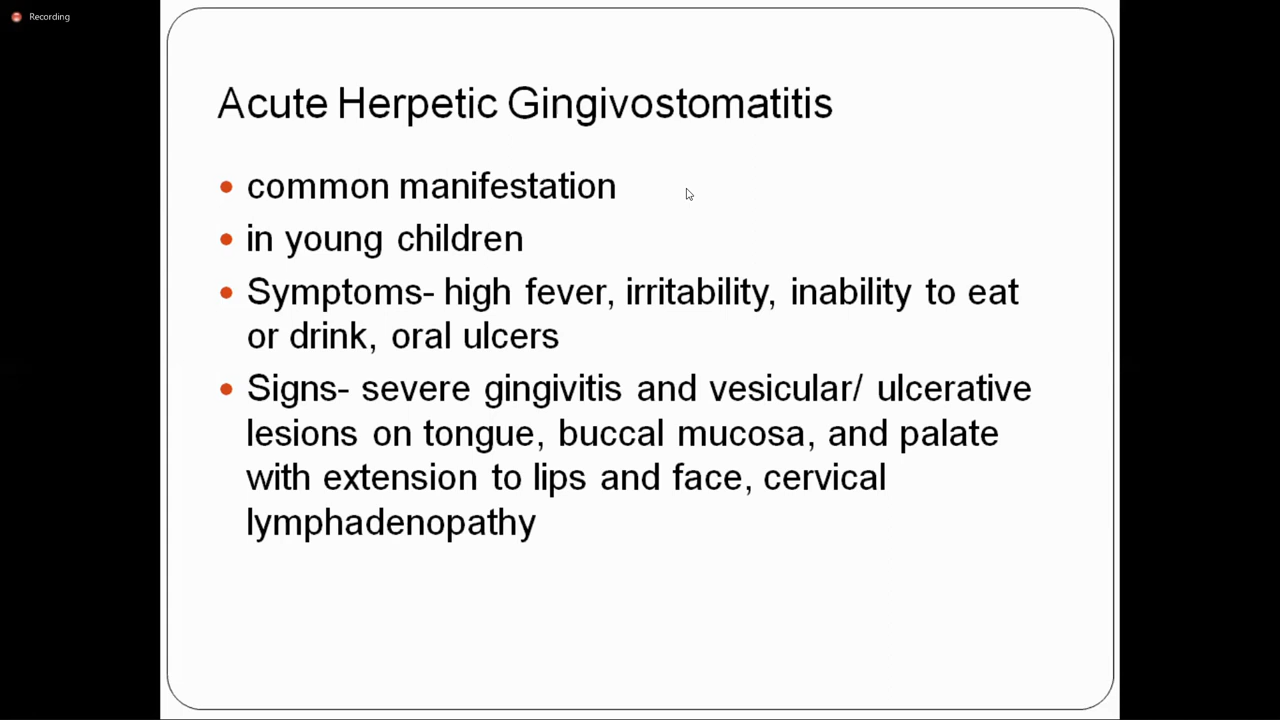 Recording
Acute Herpetic Gingivostomatitis
• common manifestation
• in young children
• Symptoms- high fever, irritability, inability to eat
or drink, oral ulcers
• Signs- severe gingivitis and vesicular/ ulcerative
lesions on tongue, buccal mucosa, and palate
with extension to lips and face, cervical
lymphadenopathy